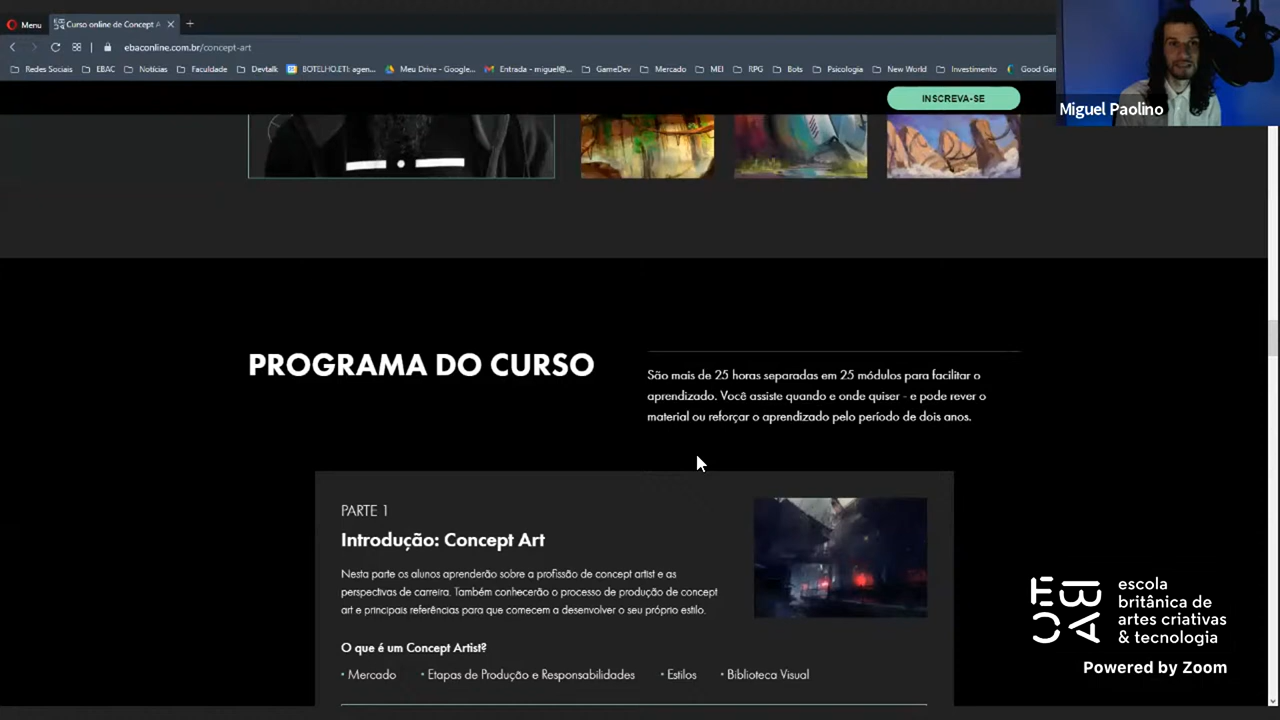 Menu
Curso online de Concept A
ebaconline.com.br/concept-art
Redes Sociais
EBAC
Notícias
Faculdade
Devtalk
BOTELHO.ETI: agen...
Meu Drive - Google...
Entrada - miguel@...
GameDev
Mercado
MEI
RPG
Bots
Psicologia
New World
Investimento
Good Gam
INSCREVA-SE
Miguel Paolino
PROGRAMA DO CURSO
São mais de 25 horas separadas em 25 módulos para facilitar o
aprendizado. Você assiste quando e onde quiser - e pode rever o
material ou reforçar o aprendizado pelo período de dois anos.
PARTE 1
Introdução: Concept Art
Nesta parte os alunos aprenderão sobre a profissão de concept artist e as
perspectivas de carreira. Também conhecerão o processo de produção de concept
art e principais referências para que comecem a desenvolver o seu próprio estilo.
O que é um Concept Artist?
• Mercado • Etapas de Produção e Responsabilidades • Estilos • Biblioteca Visual
EBAC
escola
britânica de
artes criativas
& tecnologia
Powered by Zoom